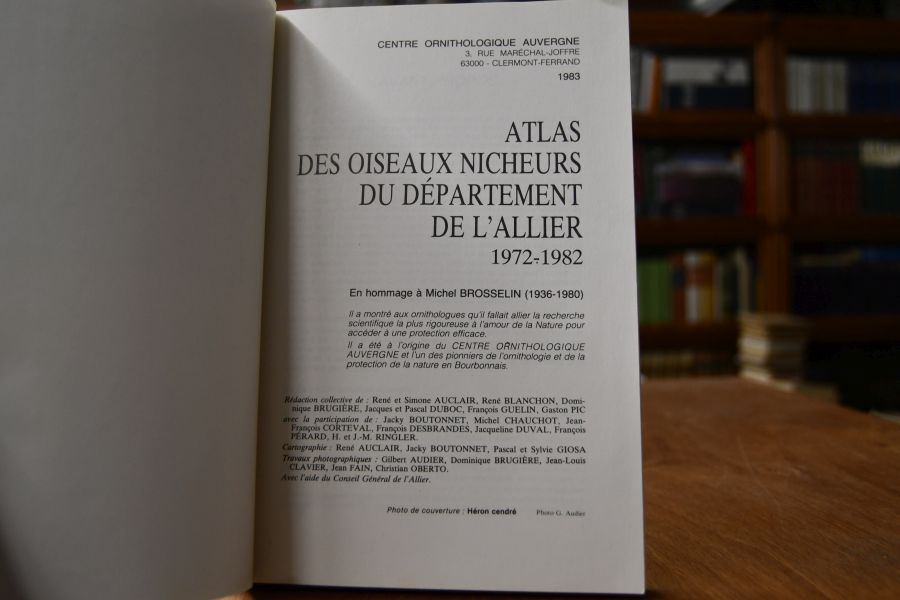 CENTRE ORNITHOLOGIQUE AUVERGNE
3, RUE MARÉCHAL-JOFFRE
63000 - CLERMONT-FERRAND
1983
ATLAS
DES OISEAUX NICHEURS
DU DÉPARTEMENT
DE L'ALLIER
1972-1982
En hommage à Michel BROSSELIN (1936-1980)
Il a montré aux ornithologues qu'il fallait allier la recherche
scientifique la plus rigoureuse à l'amour de la Nature pour
accéder à une protection efficace.
Il a été à l'origine du CENTRE ORNITHOLOGIQUE
AUVERGNE et l'un des pionniers de l'ornithologie et de la
protection de la nature en Bourbonnais.
Rédaction collective de : René et Simone AUCLAIR, René BLANCHON, Domi-
nique BRUGIÈRE, Jacques et Pascal DUBOC, François GUELIN, Gaston PIC
avec la participation de : Jacky BOUTONNET, Michel CHAUCHOT, Jean-
François CORTEVAL, François DESBRANDES, Jacqueline DUVAL, François
PÉRARD, H. et J.-M. RINGLER.
Cartographie : René AUCLAIR, Jacky BOUTONNET, Pascal et Sylvie GIOSA
Travaux photographiques : Gilbert AUDIER, Dominique BRUGIÈRE, Jean-Louis
CLAVIER, Jean FAIN, Christian OBERTO.
Avec l'aide du Conseil Général de l'Allier.
Photo de couverture : Héron cendré Photo G. Audier